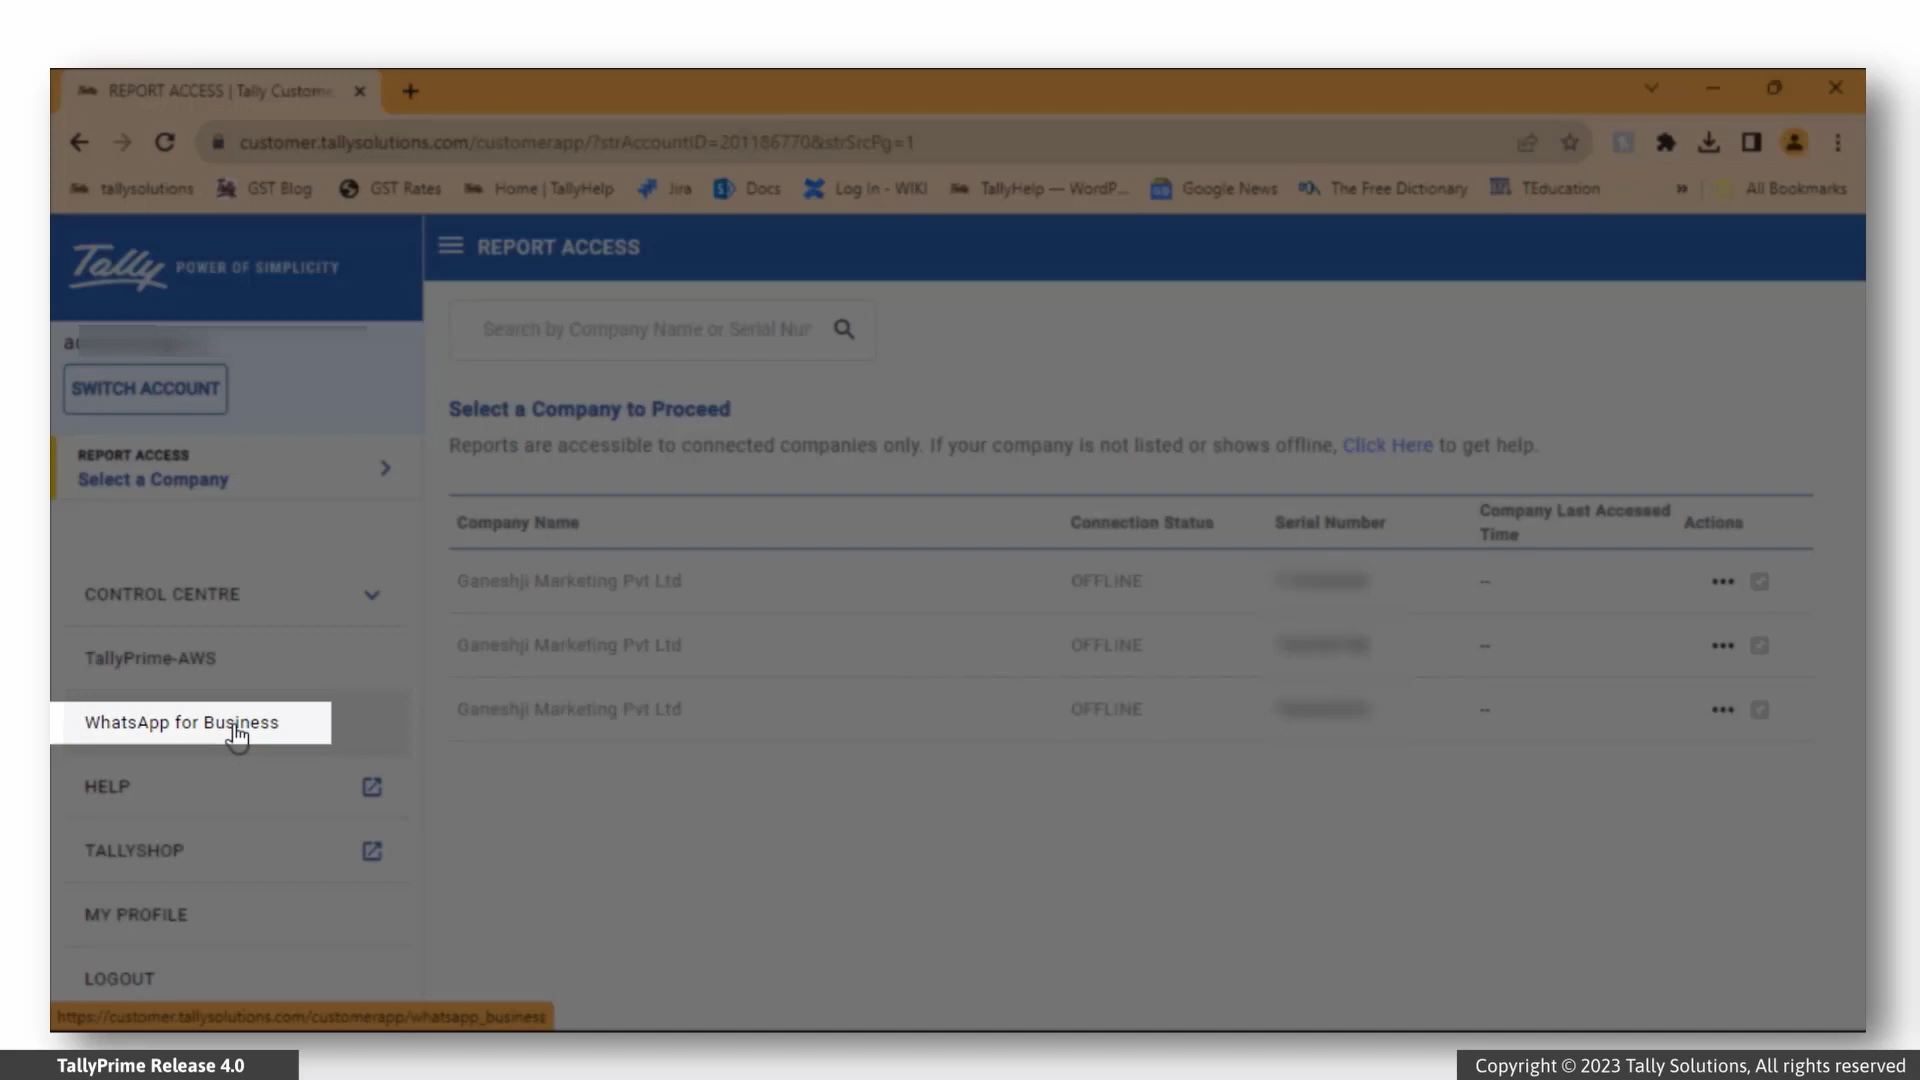 REPORT ACCESS | Tally Custome
customer.tallysolutions.com/customerapp/?strAccountID=201186770&strSrcPg=1
tallysolutions GST Blog GST Rates Home | TallyHelp Jira Docs Log In - WIKI TallyHelp — WordP... Google News The Free Dictionary TEducation » All Bookmarks
Tally POWER OF SIMPLICITY
REPORT ACCESS
SWITCH ACCOUNT
REPORT ACCESS
Select a Company
CONTROL CENTRE
TallyPrime-AWS
WhatsApp for Business
HELP
TALLYSHOP
MY PROFILE
LOGOUT
https://customer.tallysolutions.com/customerapp/whatsapp_business
Search by Company Name or Serial Nur
Select a Company to Proceed
Reports are accessible to connected companies only. If your company is not listed or shows offline, Click Here to get help.
Company Name Connection Status Serial Number Company Last Accessed Time Actions
Ganeshji Marketing Pvt Ltd OFFLINE -- •••
Ganeshji Marketing Pvt Ltd OFFLINE -- •••
Ganeshji Marketing Pvt Ltd OFFLINE -- •••
TallyPrime Release 4.0
Copyright © 2023 Tally Solutions, All rights reserved